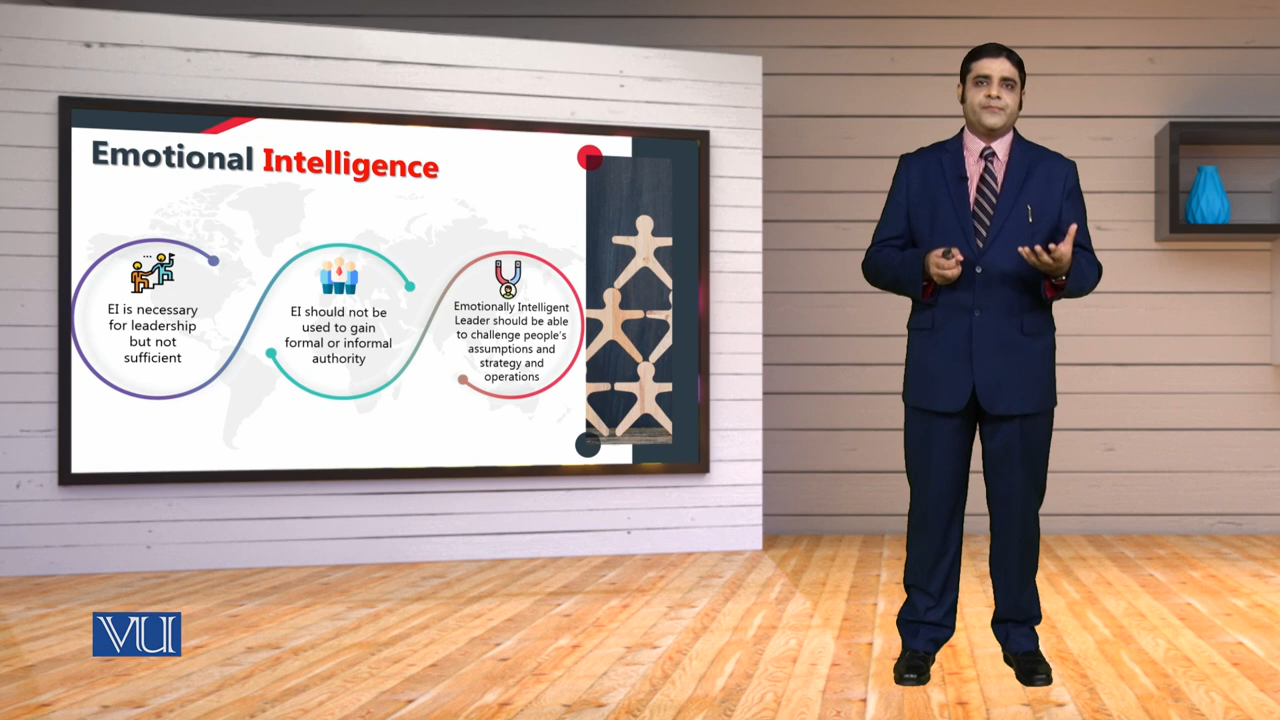 Emotional Intelligence
EI is necessary
for leadership
but not
sufficient
EI should not be
used to gain
formal or informal
authority
Emotionally Intelligent
Leader should be able
to challenge people's
assumptions and
strategy and
operations
VU